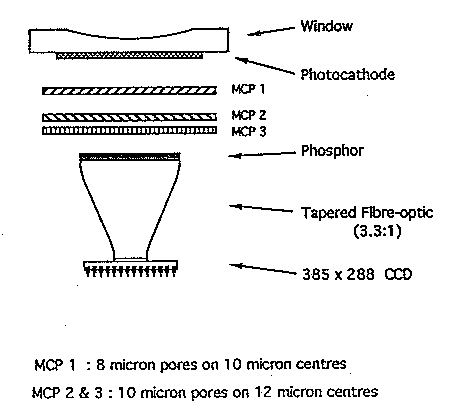 Window
Photocathode
MCP 1
MCP 2
MCP 3
Phosphor
Tapered Fibre-optic
(3.3:1)
385 x 288 CCD
MCP 1 : 8 micron pores on 10 micron centres
MCP 2 & 3 : 10 micron pores on 12 micron centres